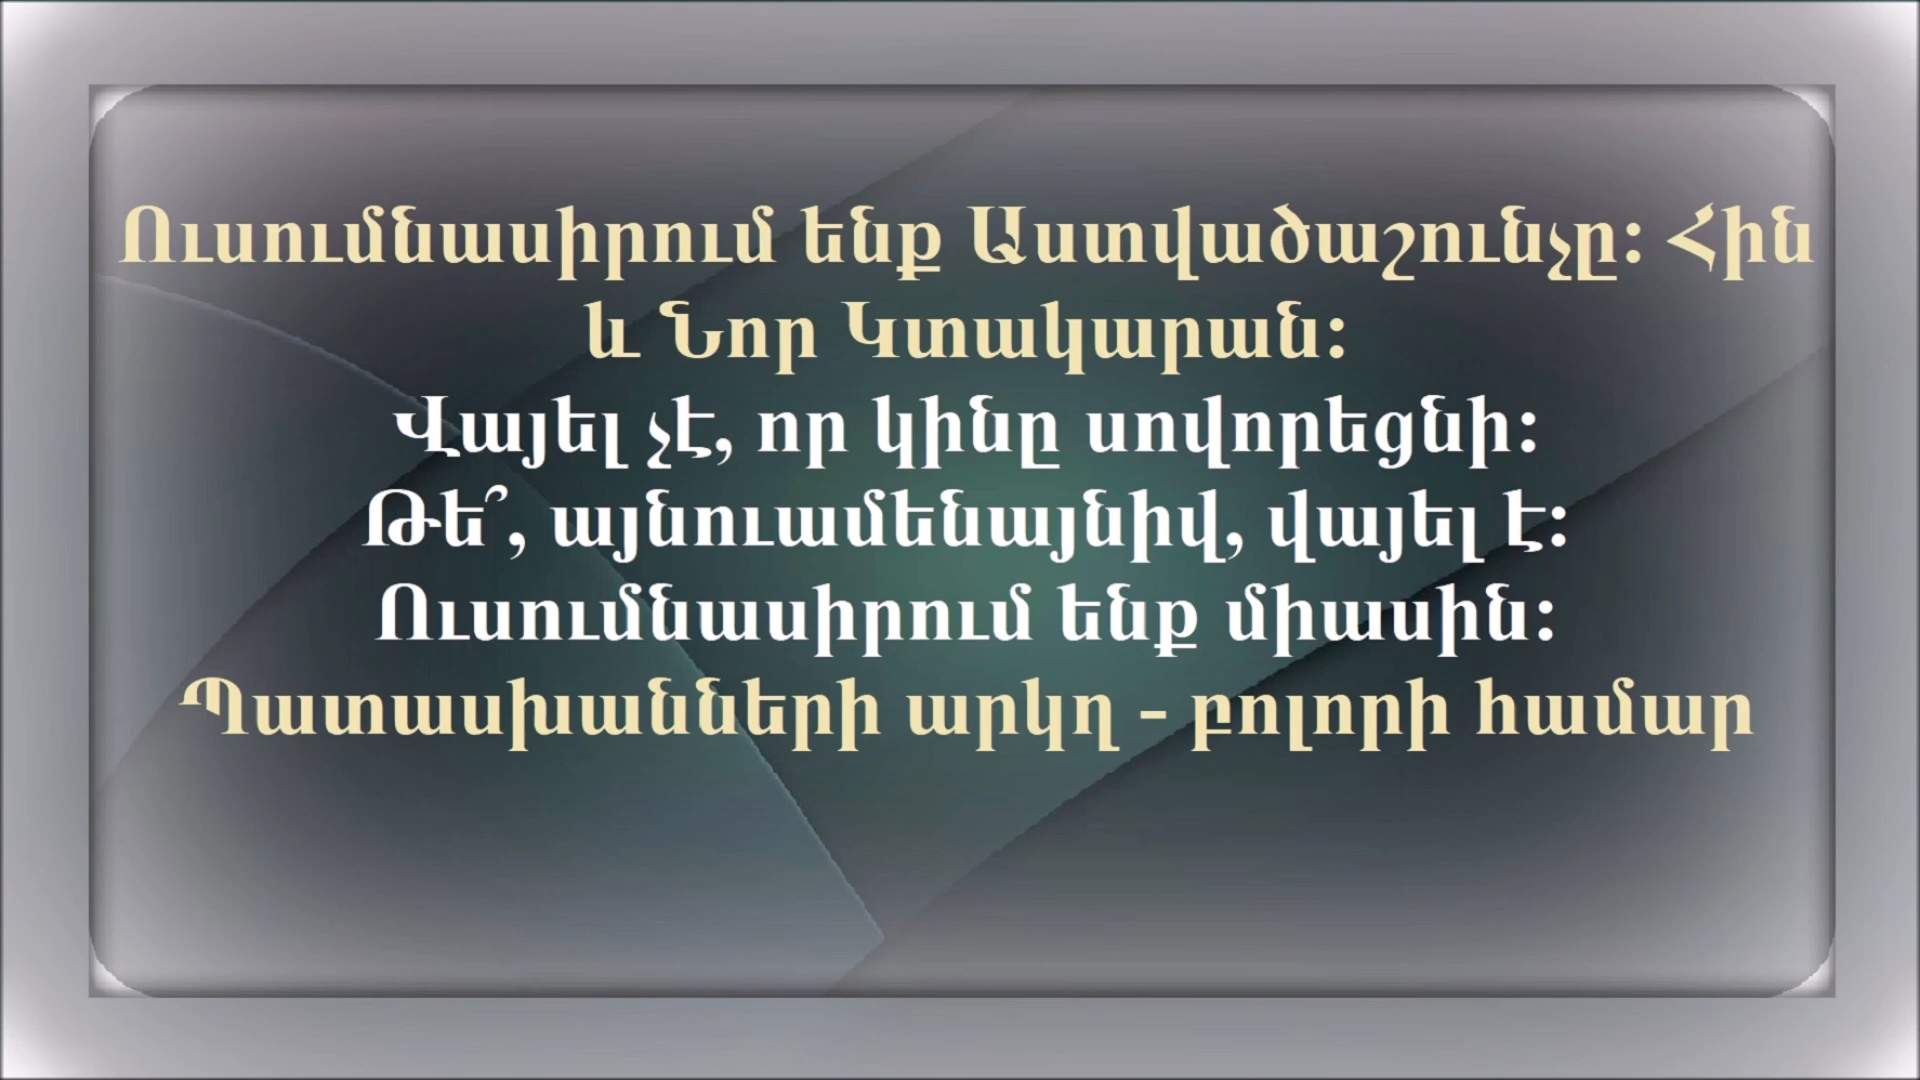 Ուսումնասիրում ենք Աստվածաշունչը: Հին
և Նոր Կտակարան:
Վայել չէ, որ կինը սովորեցնի:
Թե՞, այնուամենայնիվ, վայել է:
Ուսումնասիրում ենք միասին:
Պատասխանների արկղ - բոլորի համար